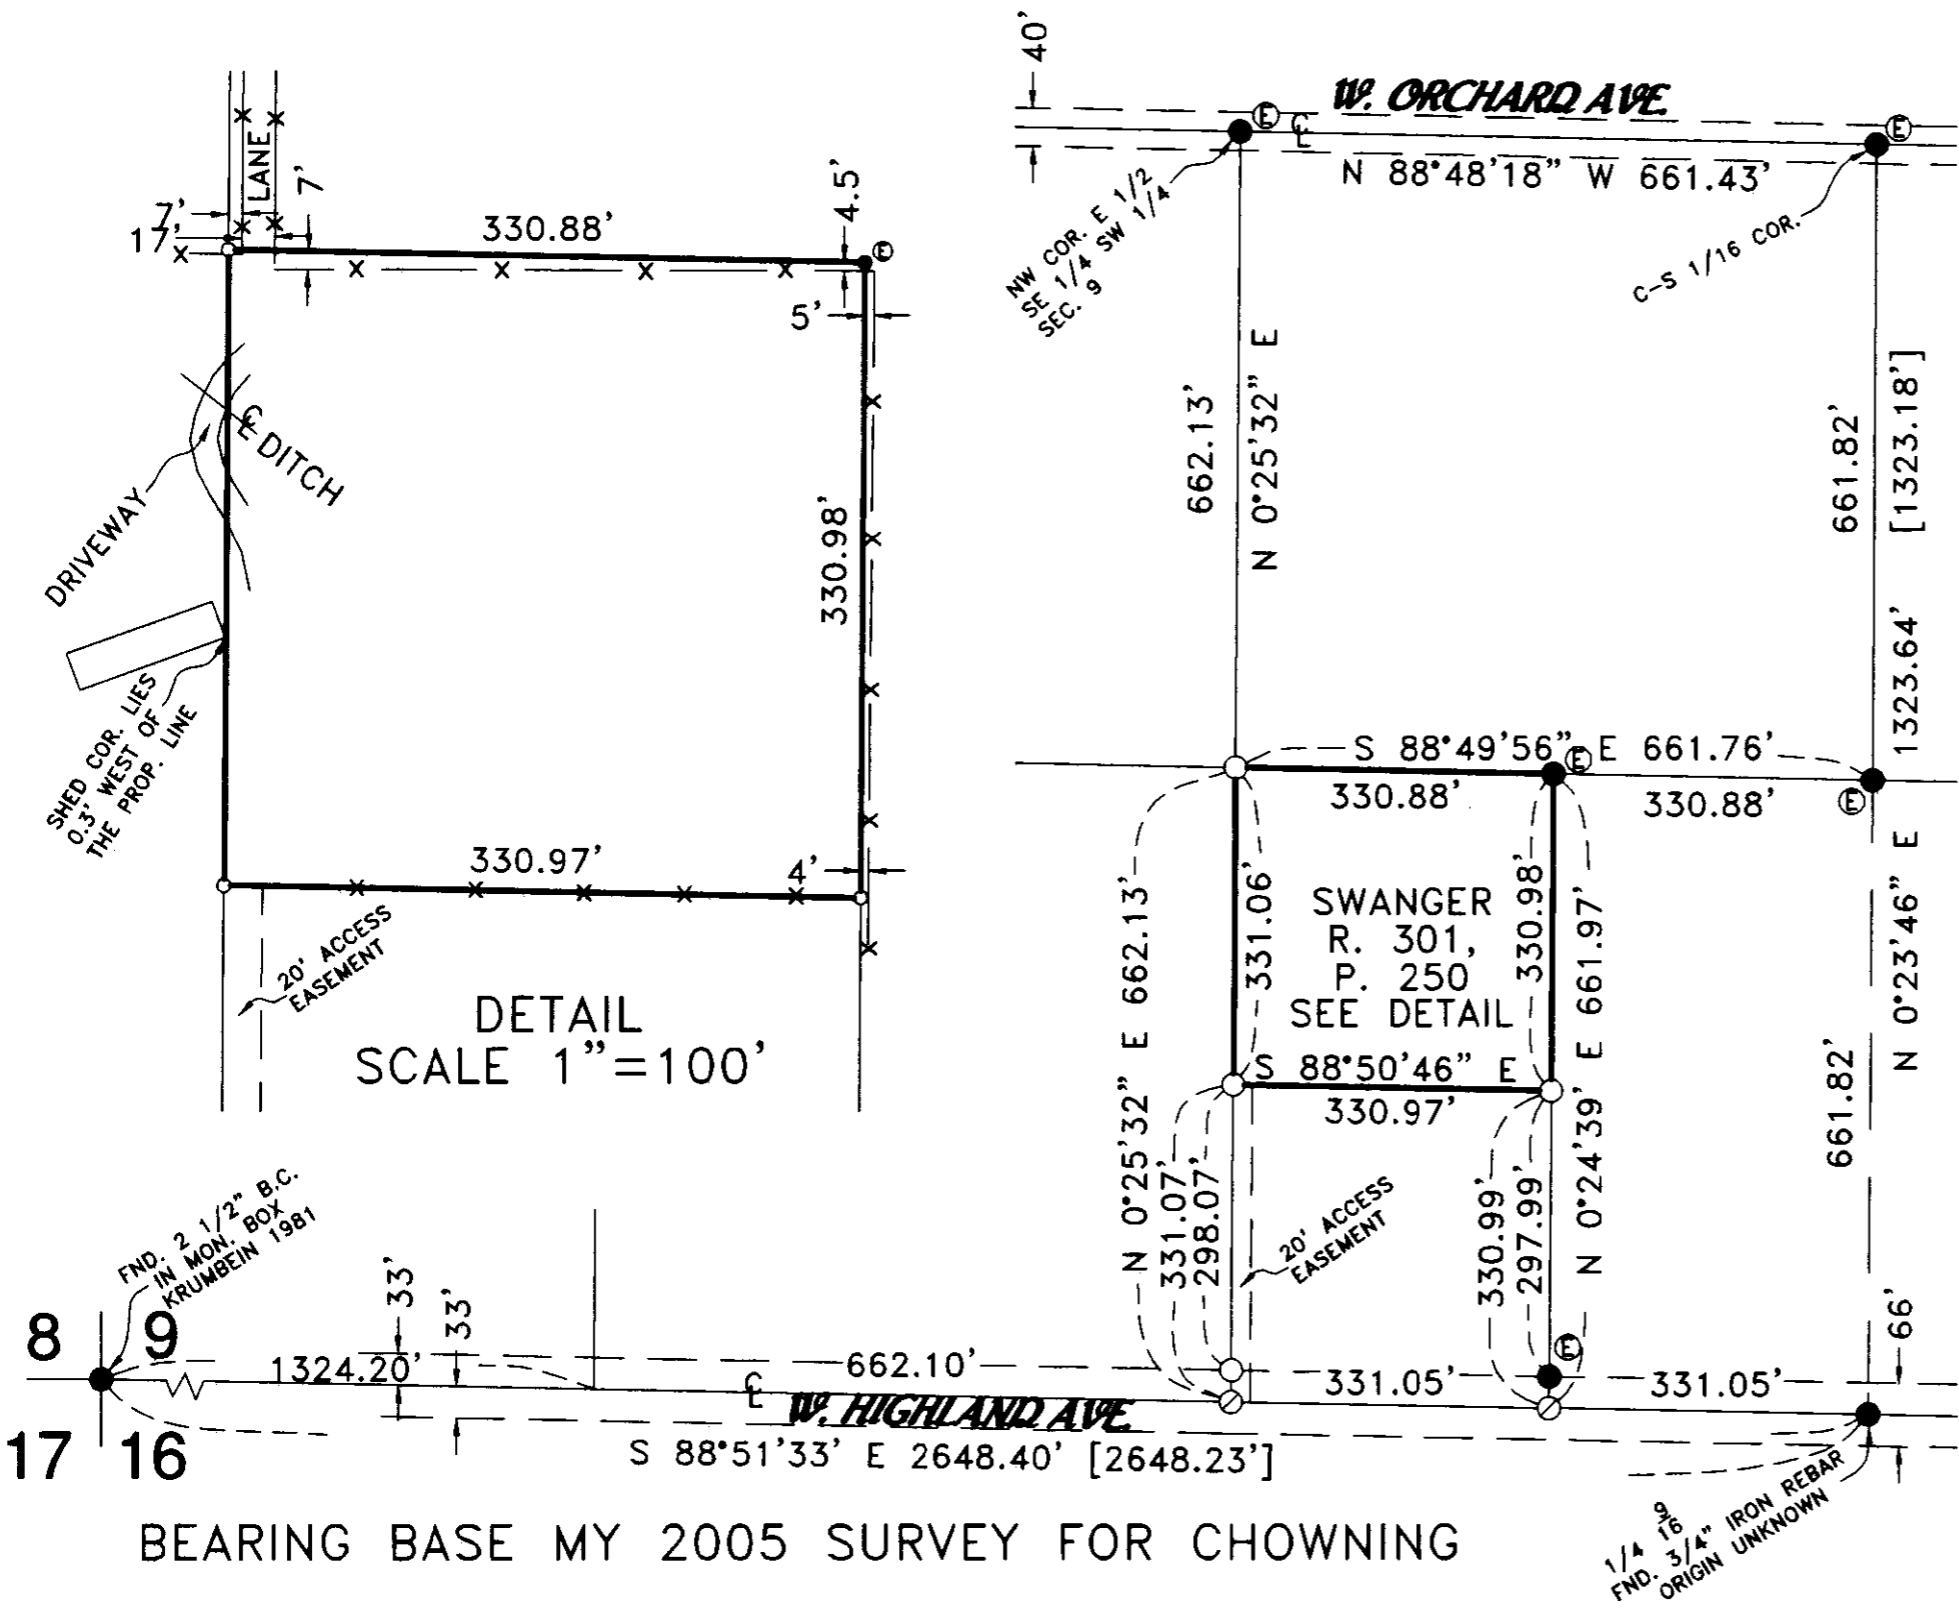 LANE
7'
7'
17'
330.88'
4.5'
E
5'
DRIVEWAY
℄ DITCH
330.98'
SHED COR. LIES
0.3' WEST OF
THE PROP. LINE
330.97'
4'
20' ACCESS
EASEMENT
DETAIL
SCALE 1"=100'
40'
W. ORCHARD AVE.
E
℄
E
N 88°48'18" W 661.43'
NW COR. E 1/2
SE 1/4 SW 1/4
SEC. 9
C-S 1/16 COR.
662.13'
N 0°25'32" E
661.82'
[1323.18']
1323.64'
N 0°23'46" E
S 88°49'56" E 661.76'
E
330.88'
330.88'
E
N 0°25'32" E 662.13'
331.06'
SWANGER
R. 301,
P. 250
SEE DETAIL
330.98'
N 0°24'39' E 661.97'
S 88°50'46" E
330.97'
331.07'
298.07'
20' ACCESS
EASEMENT
330.99'
297.99'
661.82'
FND. 2 1/2" B.C.
IN MON. BOX
KRUMBEIN 1981
8 9
17 16
33'
33'
66'
E
1324.20'
662.10'
331.05'
331.05'
℄
W. HIGHLAND AVE.
S 88°51'33' E 2648.40' [2648.23']
1/4 9/16
FND. 3/4" IRON REBAR
ORIGIN UNKNOWN
BEARING BASE MY 2005 SURVEY FOR CHOWNING